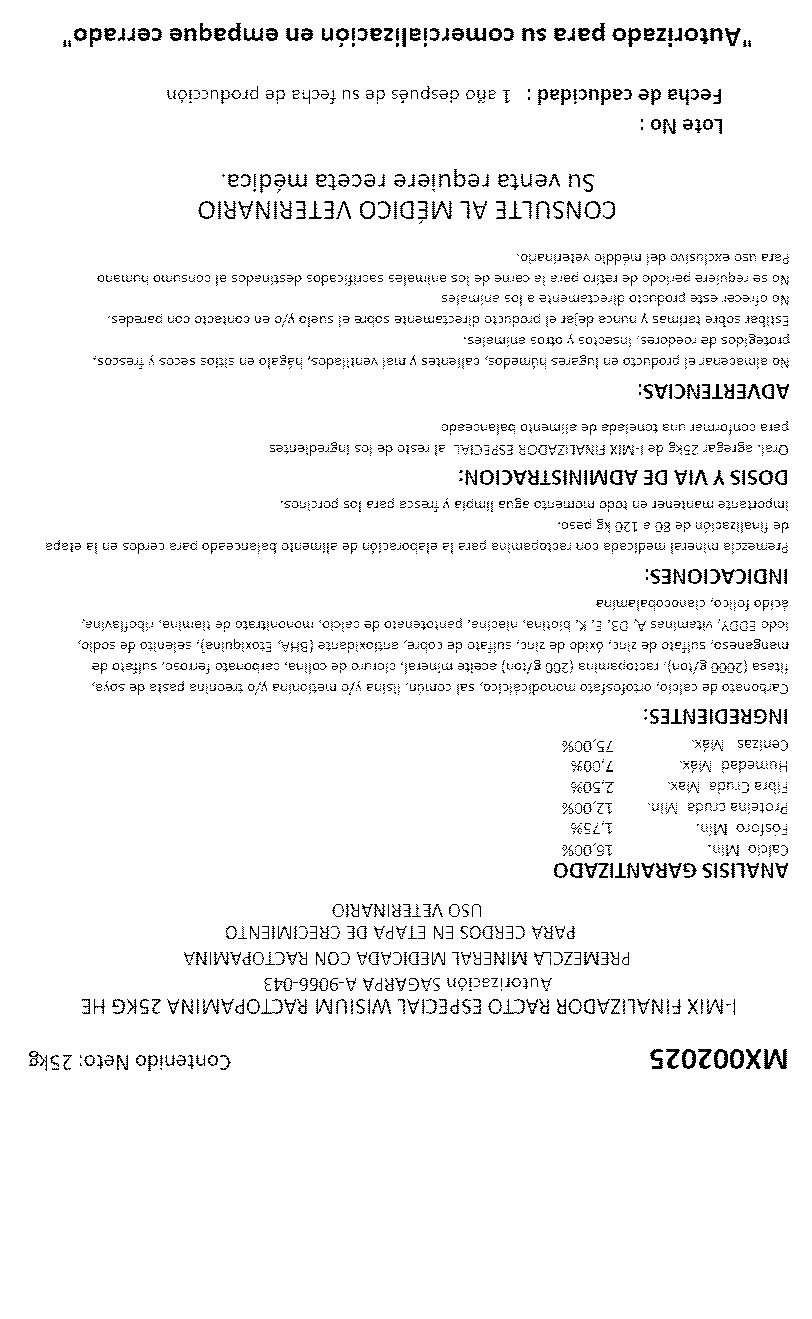 MX002025
Contenido Neto: 25kg
I-MIX FINALIZADOR RACTO ESPECIAL WISIUM RACTOPAMINA 25KG HE
Autorización SAGARPA A-9066-043
PREMEZCLA MINERAL MEDICADA CON RACTOPAMINA
PARA CERDOS EN ETAPA DE CRECIMIENTO
USO VETERINARIO
ANALISIS GARANTIZADO
Calcio Min. 16,00%
Fósforo Mín. 1,75%
Proteína cruda Mín. 12,00%
Fibra Cruda Max. 2,50%
Humedad Máx. 7,00%
Cenizas Máx. 75,00%
INGREDIENTES:
Carbonato de calcio, ortofosfato monodicálcico, sal común, lisina y/o metionina y/o treonina pasta de soya,
fitasa (2000 g/ton), ractopamina (200 g/ton) aceite mineral, cloruro de colina, carbonato ferroso, sulfato de
manganeso, sulfato de zinc, óxido de zinc, sulfato de cobre, antioxidante (BHA, Etoxiquina), selenito de sodio,
iodo EDDY, vitaminas A, D3, E, K, biotina, niacina, pantotenato de calcio, mononitrato de tiamina, riboflavina,
ácido folico, cianocobalamina
INDICACIONES:
Premezcla mineral medicada con ractopamina para la elaboración de alimento balanceado para cerdos en la etapa
de finalización de 80 a 120 kg peso.
Importante mantener en todo momento agua limpia y fresca para los porcinos.
DOSIS Y VIA DE ADMINISTRACION:
Oral. agregar 25kg de I-MIX FINALIZADOR ESPECIAL al resto de los ingredientes
para conformar una tonelada de alimento balanceado
ADVERTENCIAS:
No almacenar el producto en lugares húmedos, calientes y mal ventilados, hágalo en sitios secos y frescos,
protegidos de roedores, insectos y otros animales.
Estibar sobre tarimas y nunca dejar el producto directamente sobre el suelo y/o en contacto con paredes.
No ofrecer este producto directamente a los animales
No se requiere periodo de retiro para la carne de los animales sacrificados destinados al consumo humano
Para uso exclusivo del médico veterinario.
CONSULTE AL MÉDICO VETERINARIO
Su venta requiere receta médica.
Lote No :
Fecha de caducidad : 1 año después de su fecha de producción
"Autorizado para su comercialización en empaque cerrado"